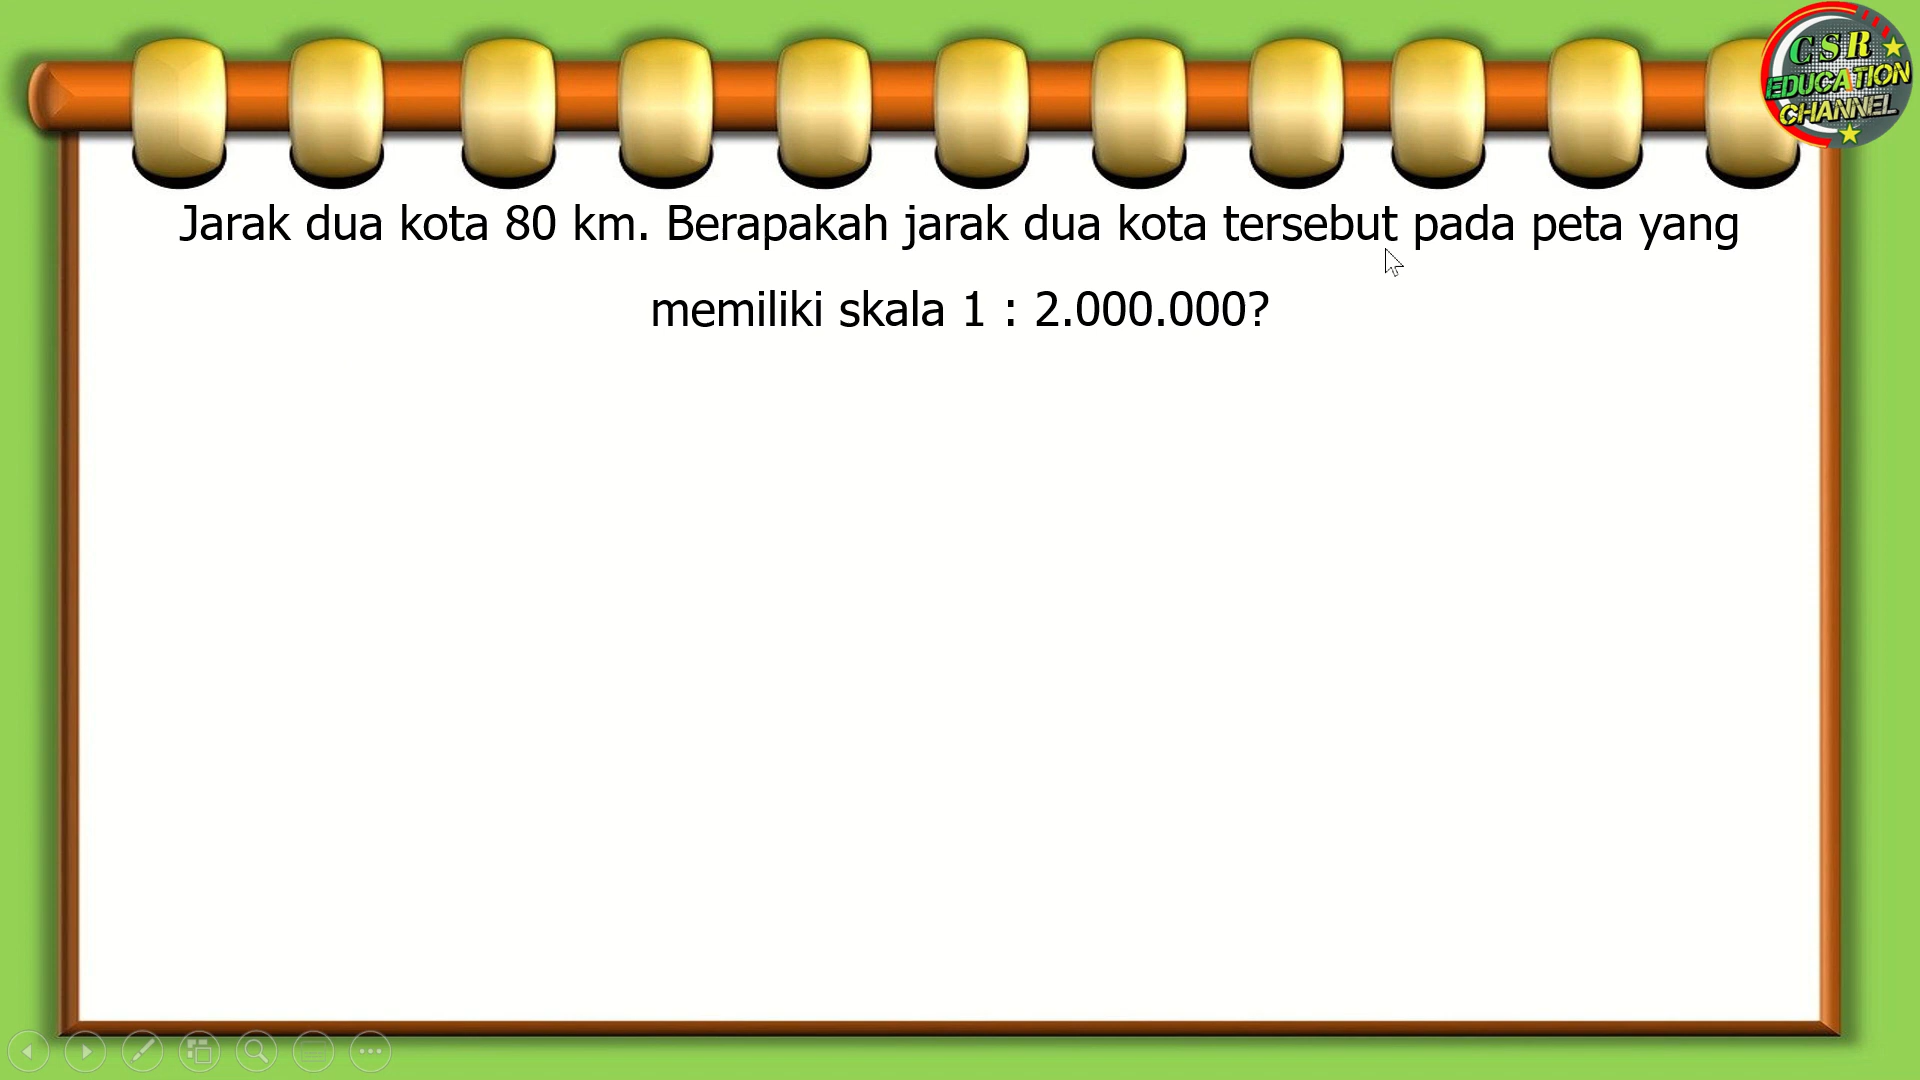 CSR
EDUCATION
CHANNEL
Jarak dua kota 80 km. Berapakah jarak dua kota tersebut pada peta yang
memiliki skala 1 : 2.000.000?